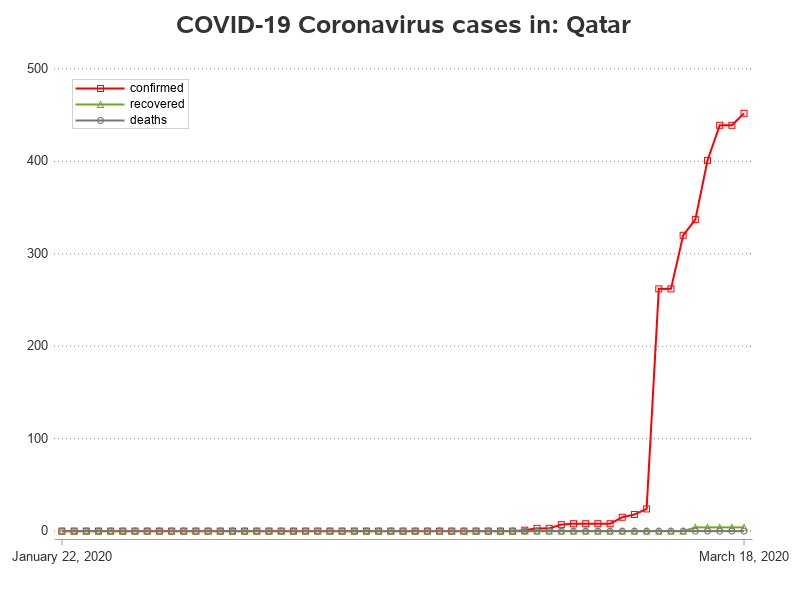 COVID-19 Coronavirus cases in: Qatar
500
confirmed
recovered
deaths
400
300
200
100
0
January 22, 2020
March 18, 2020